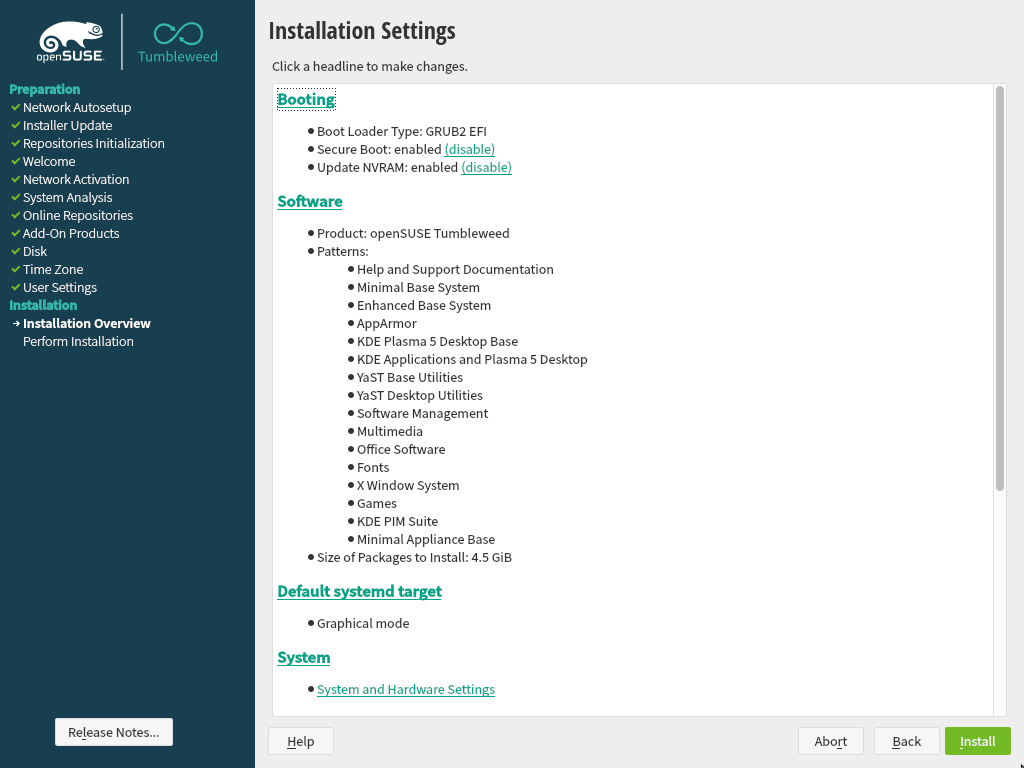 openSUSE
Tumbleweed
Preparation
Network Autosetup
Installer Update
Repositories Initialization
Welcome
Network Activation
System Analysis
Online Repositories
Add-On Products
Disk
Time Zone
User Settings
Installation
Installation Overview
Perform Installation
Release Notes...
Installation Settings
Click a headline to make changes.
Booting
Boot Loader Type: GRUB2 EFI
Secure Boot: enabled (disable)
Update NVRAM: enabled (disable)
Software
Product: openSUSE Tumbleweed
Patterns:
Help and Support Documentation
Minimal Base System
Enhanced Base System
AppArmor
KDE Plasma 5 Desktop Base
KDE Applications and Plasma 5 Desktop
YaST Base Utilities
YaST Desktop Utilities
Software Management
Multimedia
Office Software
Fonts
X Window System
Games
KDE PIM Suite
Minimal Appliance Base
Size of Packages to Install: 4.5 GiB
Default systemd target
Graphical mode
System
System and Hardware Settings
Help
Abort
Back
Install